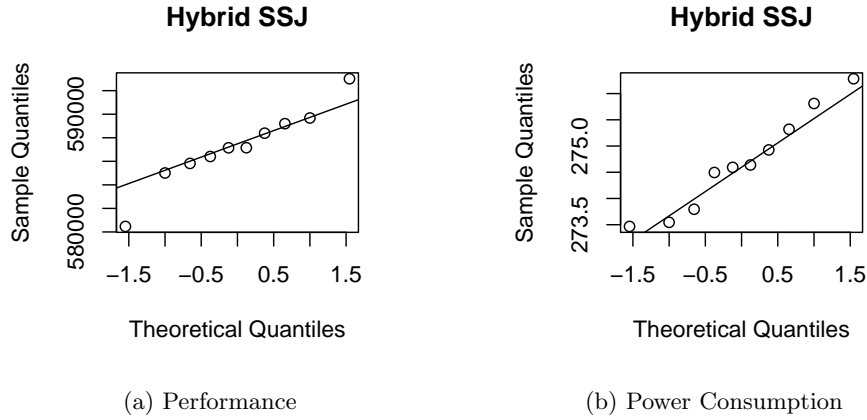 Hybrid SSJ
Sample Quantiles
580000
590000
−1.5
−0.5
0.5
1.5
Theoretical Quantiles
(a) Performance
Hybrid SSJ
Sample Quantiles
273.5
275.0
−1.5
−0.5
0.5
1.5
Theoretical Quantiles
(b) Power Consumption